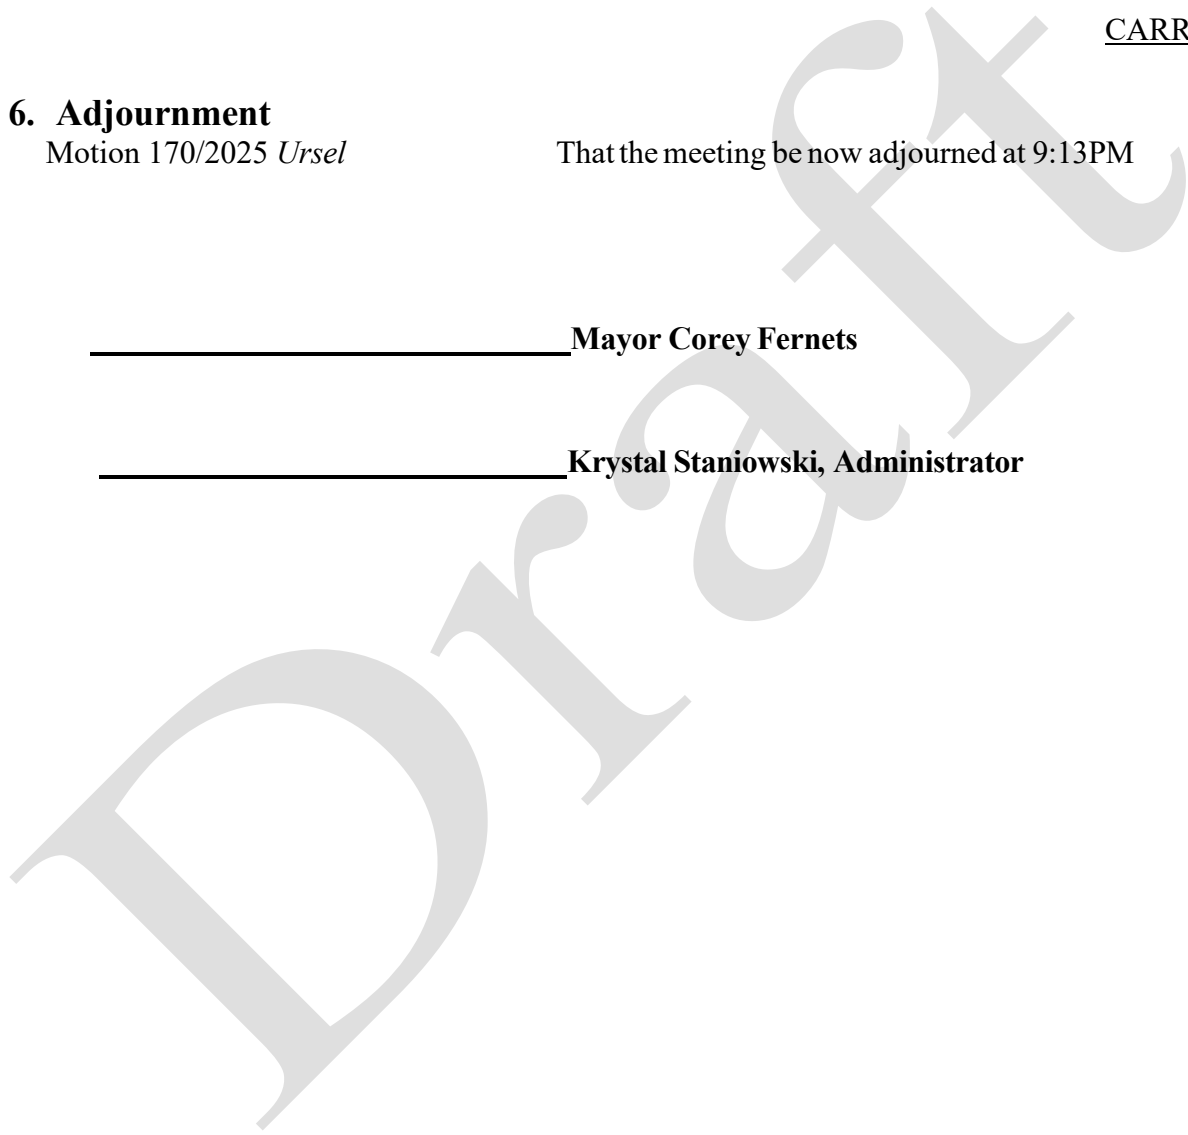 CARR
6. Adjournment
Motion 170/2025 Ursel That the meeting be now adjourned at 9:13PM
Mayor Corey Fernets
Krystal Staniowski, Administrator
Draft